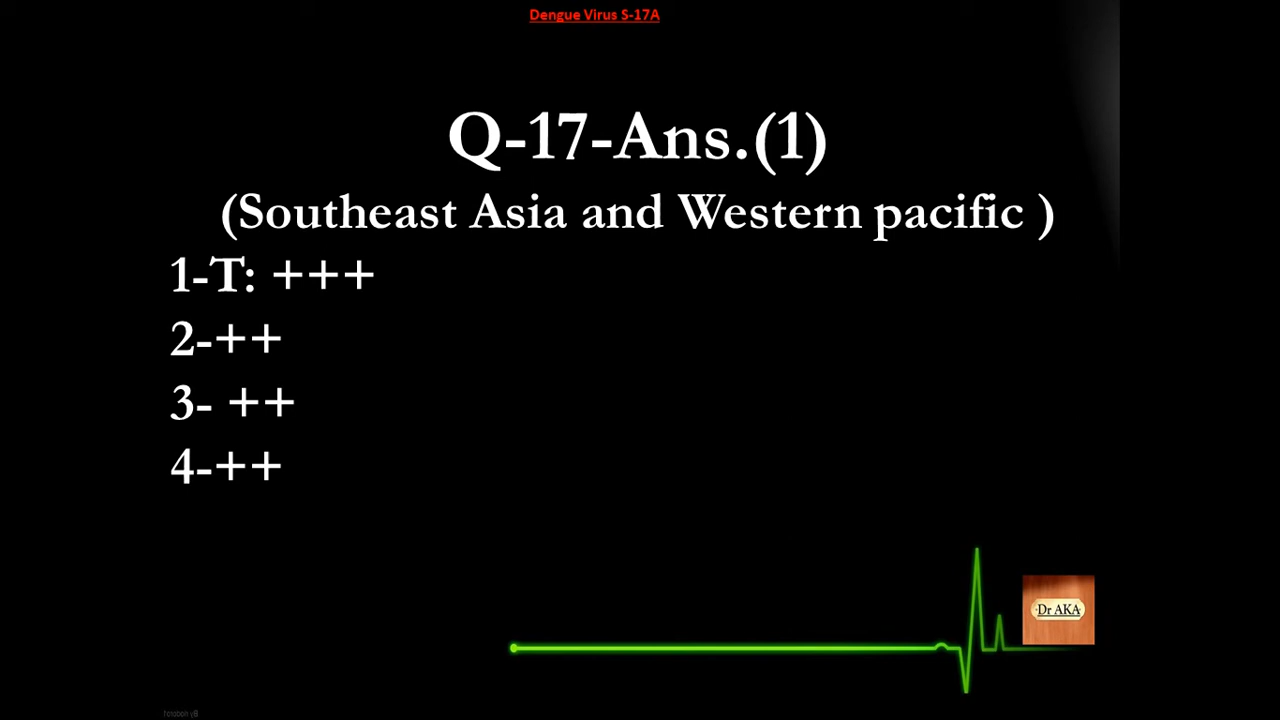 Dengue Virus S-17A
Q-17-Ans.(1)
(Southeast Asia and Western pacific )
1-T: +++
2-++
3- ++
4-++
Dr AKA